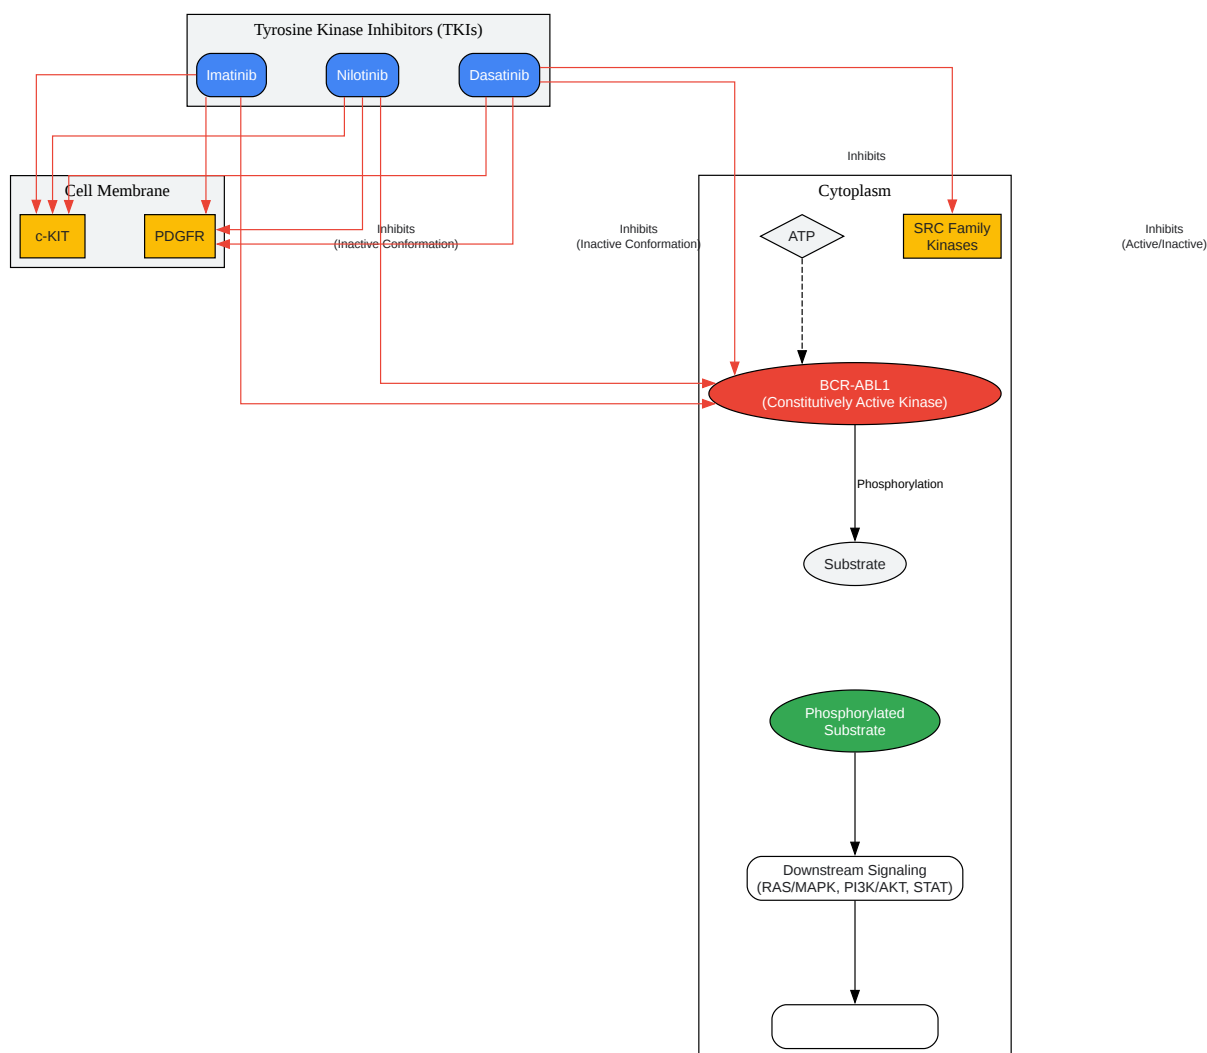 Tyrosine Kinase Inhibitors (TKIs)
Imatinib
Nilotinib
Dasatinib
Inhibits
Cell Membrane
Cytoplasm
c-KIT
PDGFR
Inhibits
(Inactive Conformation)
Inhibits
(Inactive Conformation)
ATP
SRC Family
Kinases
Inhibits
(Active/Inactive)
BCR-ABL1
(Constitutively Active Kinase)
Phosphorylation
Substrate
Phosphorylated
Substrate
Downstream Signaling
(RAS/MAPK, PI3K/AKT, STAT)